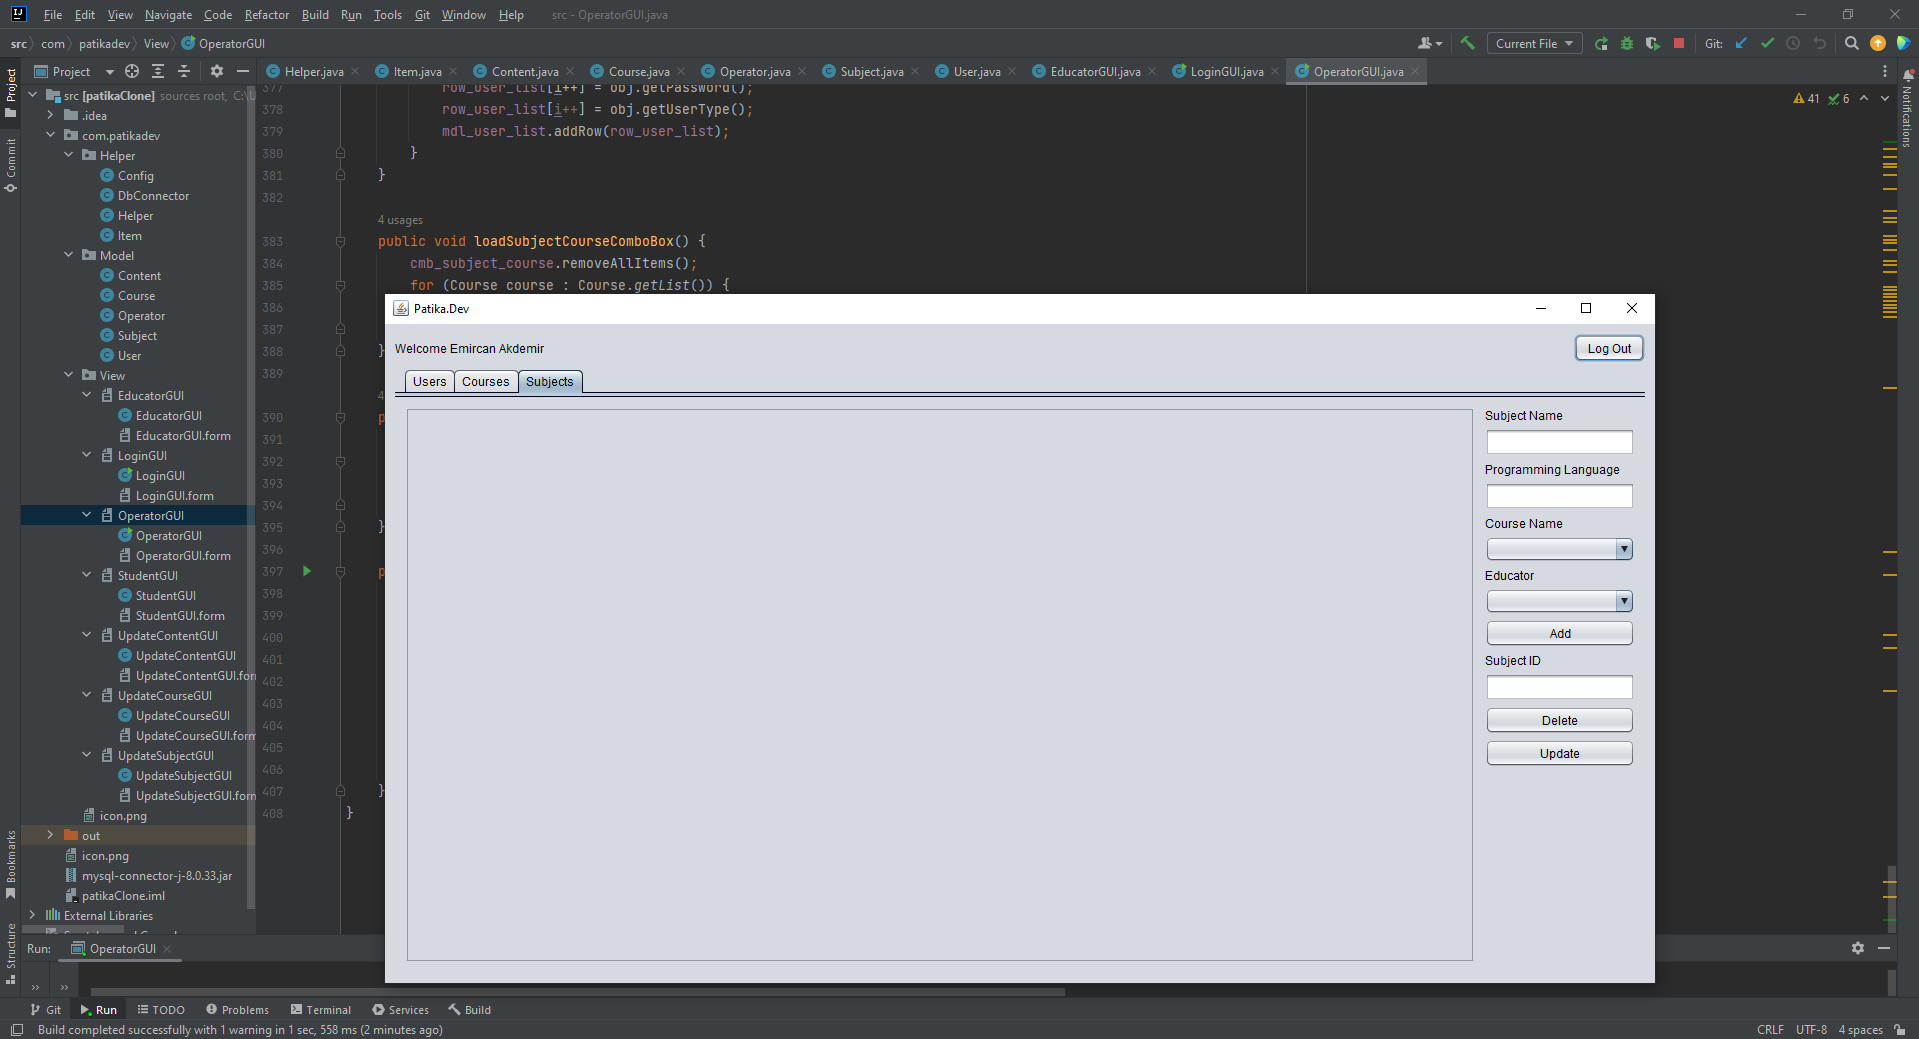 File Edit View Navigate Code Refactor Build Run Tools Git Window Help src - OperatorGUI.java
src com patikadev View OperatorGUI Current File Git:
Project Helper.java Item.java Content.java Course.java Operator.java Subject.java User.java EducatorGUI.java LoginGUI.java OperatorGUI.java
Project
Commit
Bookmarks
Structure
Notifications
src [patikaClone] sources root, C:\U
.idea
com.patikadev
Helper
Config
DbConnector
Helper
Item
Model
Content
Course
Operator
Subject
User
View
EducatorGUI
EducatorGUI
EducatorGUI.form
LoginGUI
LoginGUI
LoginGUI.form
OperatorGUI
OperatorGUI
OperatorGUI.form
StudentGUI
StudentGUI
StudentGUI.form
UpdateContentGUI
UpdateContentGUI
UpdateContentGUI.form
UpdateCourseGUI
UpdateCourseGUI
UpdateCourseGUI.form
UpdateSubjectGUI
UpdateSubjectGUI
UpdateSubjectGUI.form
icon.png
out
icon.png
mysql-connector-j-8.0.33.jar
patikaClone.iml
External Libraries
41 6
377 row_user_list[i++] = obj.getPassword();
378 row_user_list[i++] = obj.getUserType();
379 mdl_user_list.addRow(row_user_list);
380 }
381 }
382
4 usages
383 public void loadSubjectCourseComboBox() {
384 cmb_subject_course.removeAllItems();
385 for (Course course : Course.getList()) {
386
387
388 }
389
4
390 p
391
392
393
394
395 }
396
397 p
398
399
400
401
402
403
404
405
406
407 }
408 }
Patika.Dev
Welcome Emircan Akdemir
Log Out
Users Courses Subjects
Subject Name
Programming Language
Course Name
Educator
Add
Subject ID
Delete
Update
Run: OperatorGUI
Git Run TODO Problems Terminal Services Build
Build completed successfully with 1 warning in 1 sec, 558 ms (2 minutes ago) CRLF UTF-8 4 spaces